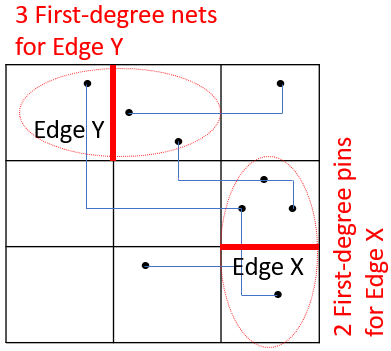 3 First-degree nets
for Edge Y
Edge Y
Edge X
2 First-degree pins
for Edge X